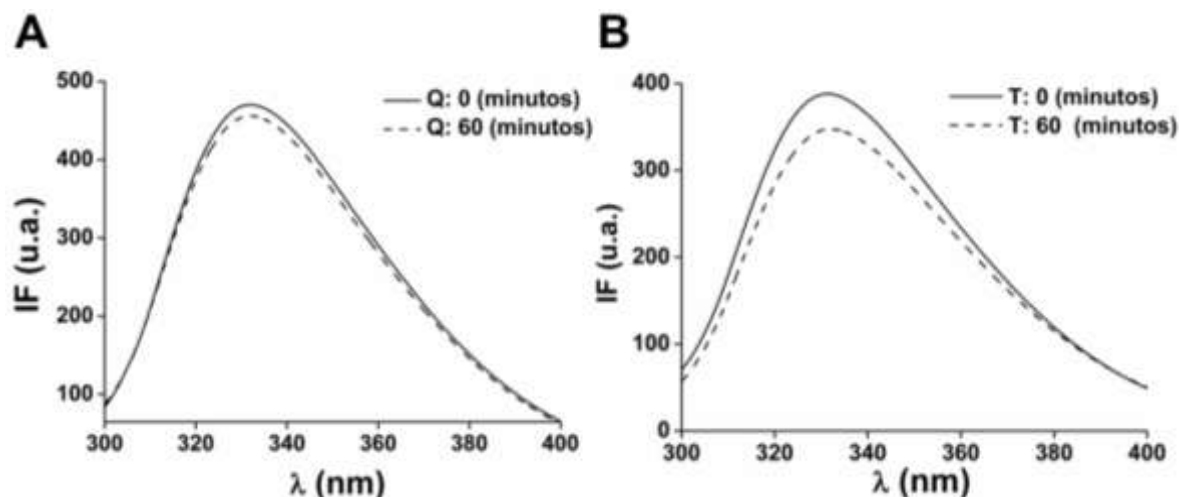 A
IF (u.a.)
500
400
300
200
100
300 320 340 360 380 400
λ (nm)
Q: 0 (minutos)
Q: 60 (minutos)
B
IF (u.a.)
400
300
200
100
0
300 320 340 360 380 400
λ (nm)
T: 0 (minutos)
T: 60 (minutos)